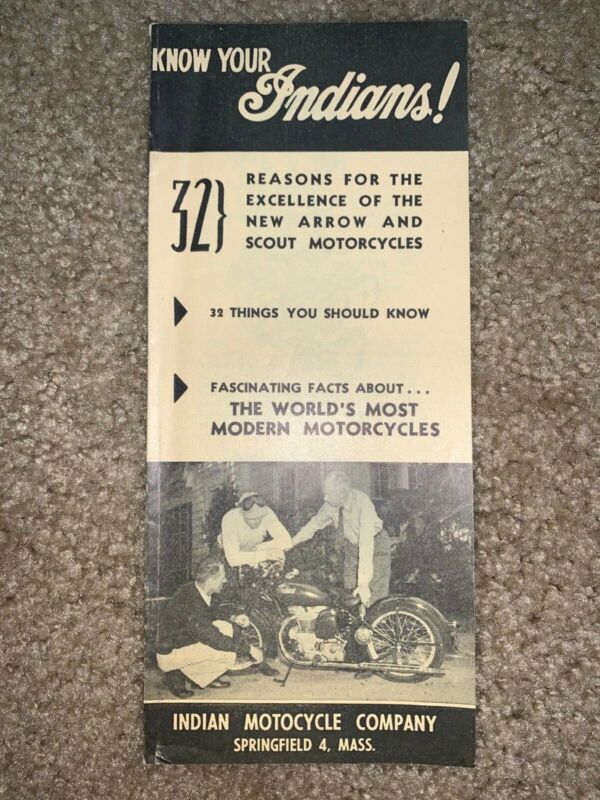 KNOW YOUR
Indians!
32}
REASONS FOR THE
EXCELLENCE OF THE
NEW ARROW AND
SCOUT MOTORCYCLES
32 THINGS YOU SHOULD KNOW
FASCINATING FACTS ABOUT...
THE WORLD'S MOST
MODERN MOTORCYCLES
INDIAN MOTOCYCLE COMPANY
SPRINGFIELD 4, MASS.